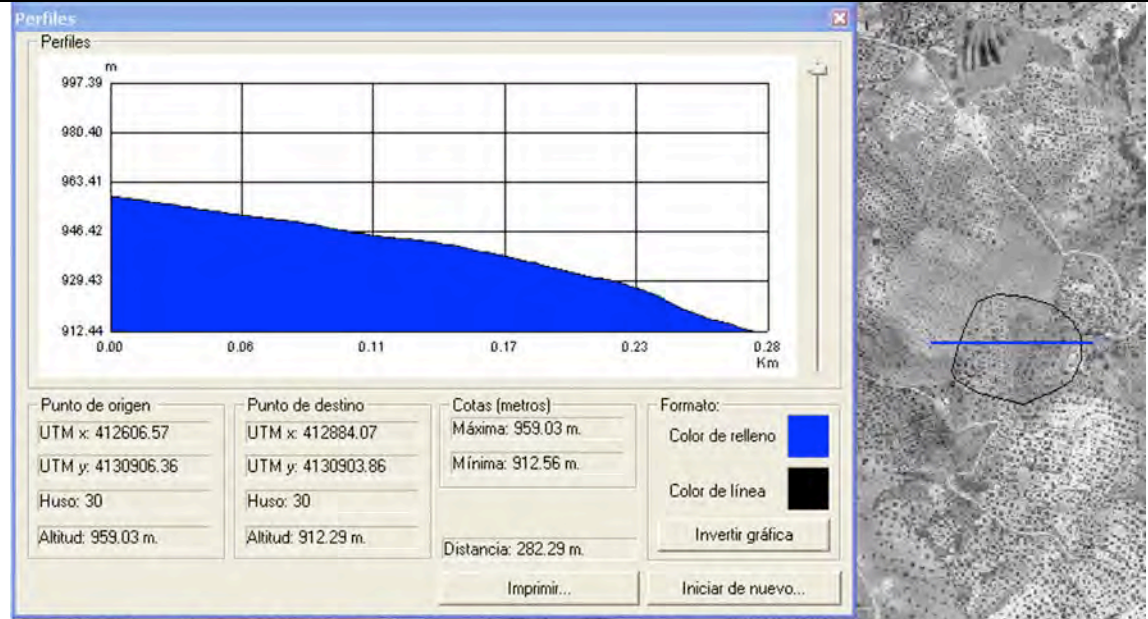 Perfiles
Perfiles
m
997.39
980.40
963.41
946.42
929.43
912.44
0.00 0.06 0.11 0.17 0.23 0.28
Km
Punto de origen
UTM x: 412606.57
UTM y: 4130906.36
Huso: 30
Altitud: 959.03 m.
Punto de destino
UTM x: 412884.07
UTM y: 4130903.86
Huso: 30
Altitud: 912.29 m.
Cotas (metros)
Máxima: 959.03 m.
Mínima: 912.56 m.
Distancia: 282.29 m.
Formato:
Color de relleno
Color de línea
Invertir gráfica
Imprimir...
Iniciar de nuevo...